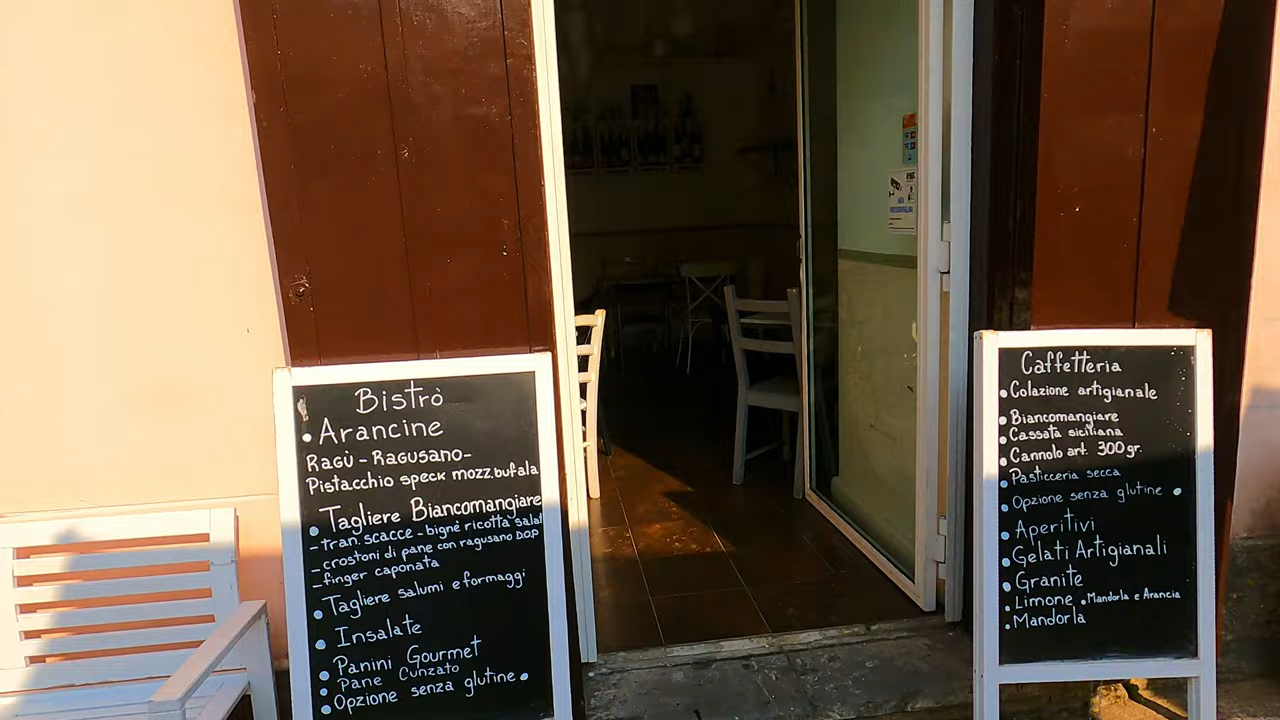 Bistrò
• Arancine
Ragù - Ragusano -
Pistacchio speck mozz. bufala
• Tagliere Biancomangiare
- tran. scacce - bignè ricotta salat
- crostoni di pane con ragusano D.O.P
- finger caponata
• Tagliere salumi e formaggi
• Insalate
• Panini Gourmet
• Pane Cunzato
• Opzione senza glutine •
Caffetteria
• Colazione artigianale
• Biancomangiare
• Cassata siciliana
• Cannolo art. 300 gr.
• Pasticceria secca
• Opzione senza glutine •
• Aperitivi
• Gelati Artigianali
• Granite
• Limone • Mandorla e Arancia
• Mandorla